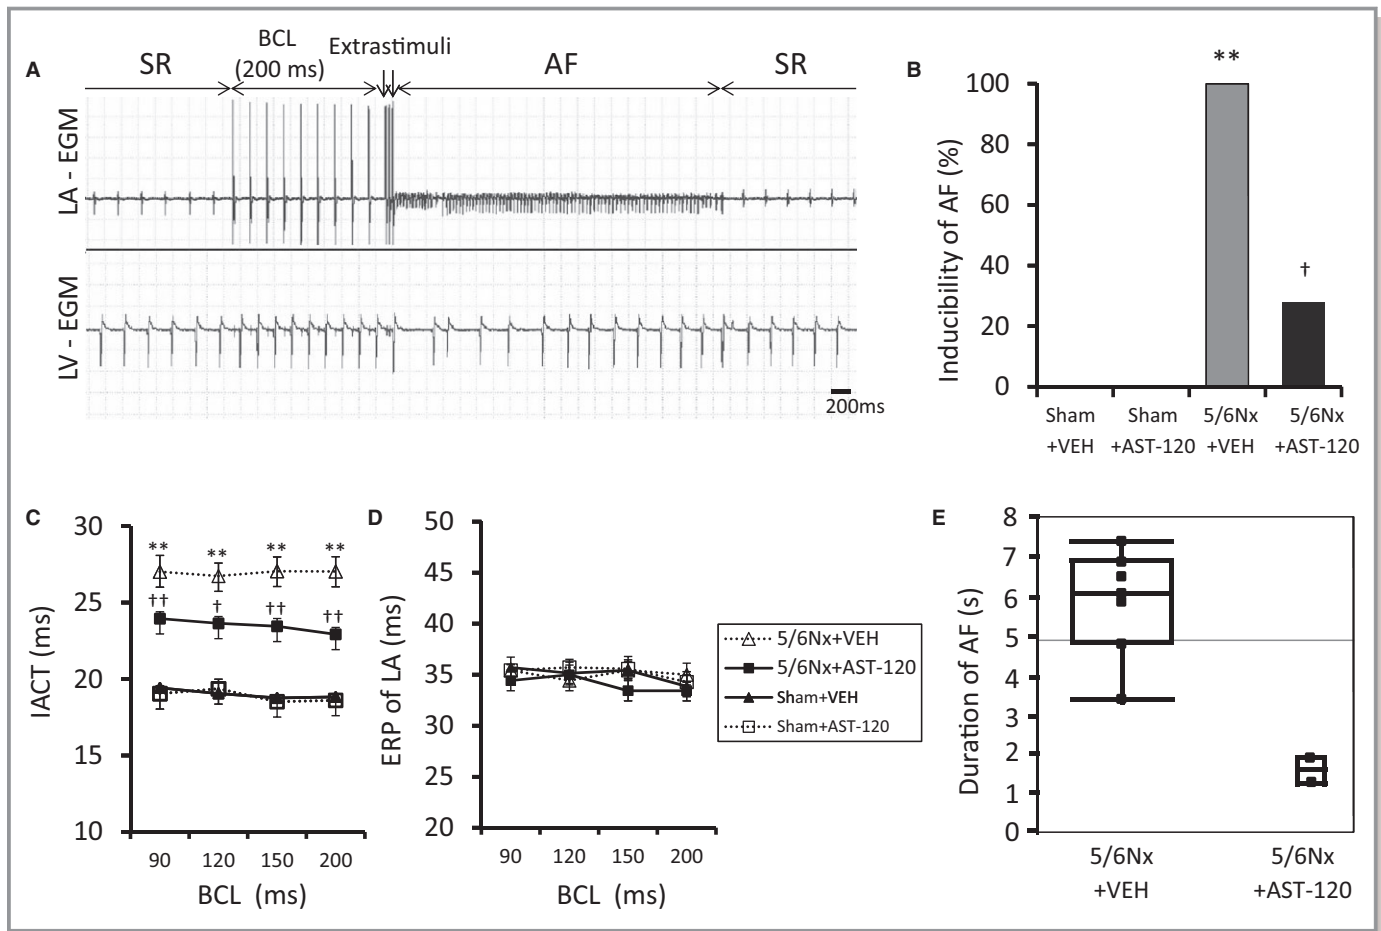 A
SR
BCL
(200 ms)
Extrastimuli
AF
SR
LA - EGM
LV - EGM
200ms
B
Inducibility of AF (%)
100
80
60
40
20
0
**
†
Sham
+VEH
Sham
+AST-120
5/6Nx
+VEH
5/6Nx
+AST-120
C
IACT (ms)
30
25
20
15
10
** ** ** **
†† † †† ††
90 120 150 200
BCL (ms)
D
ERP of LA (ms)
50
45
40
35
30
25
20
90 120 150 200
BCL (ms)
5/6Nx+VEH
5/6Nx+AST-120
Sham+VEH
Sham+AST-120
E
Duration of AF (s)
8
7
6
5
4
3
2
1
0
5/6Nx
+VEH
5/6Nx
+AST-120